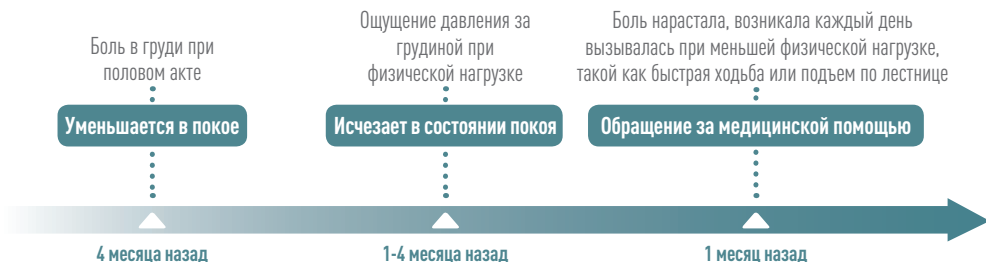 Боль в груди при
половом акте
Уменьшается в покое
4 месяца назад
Ощущение давления за
грудиной при
физической нагрузке
Исчезает в состоянии покоя
1-4 месяца назад
Боль нарастала, возникала каждый день
вызывалась при меньшей физической нагрузке,
такой как быстрая ходьба или подъем по лестнице
Обращение за медицинской помощью
1 месяц назад